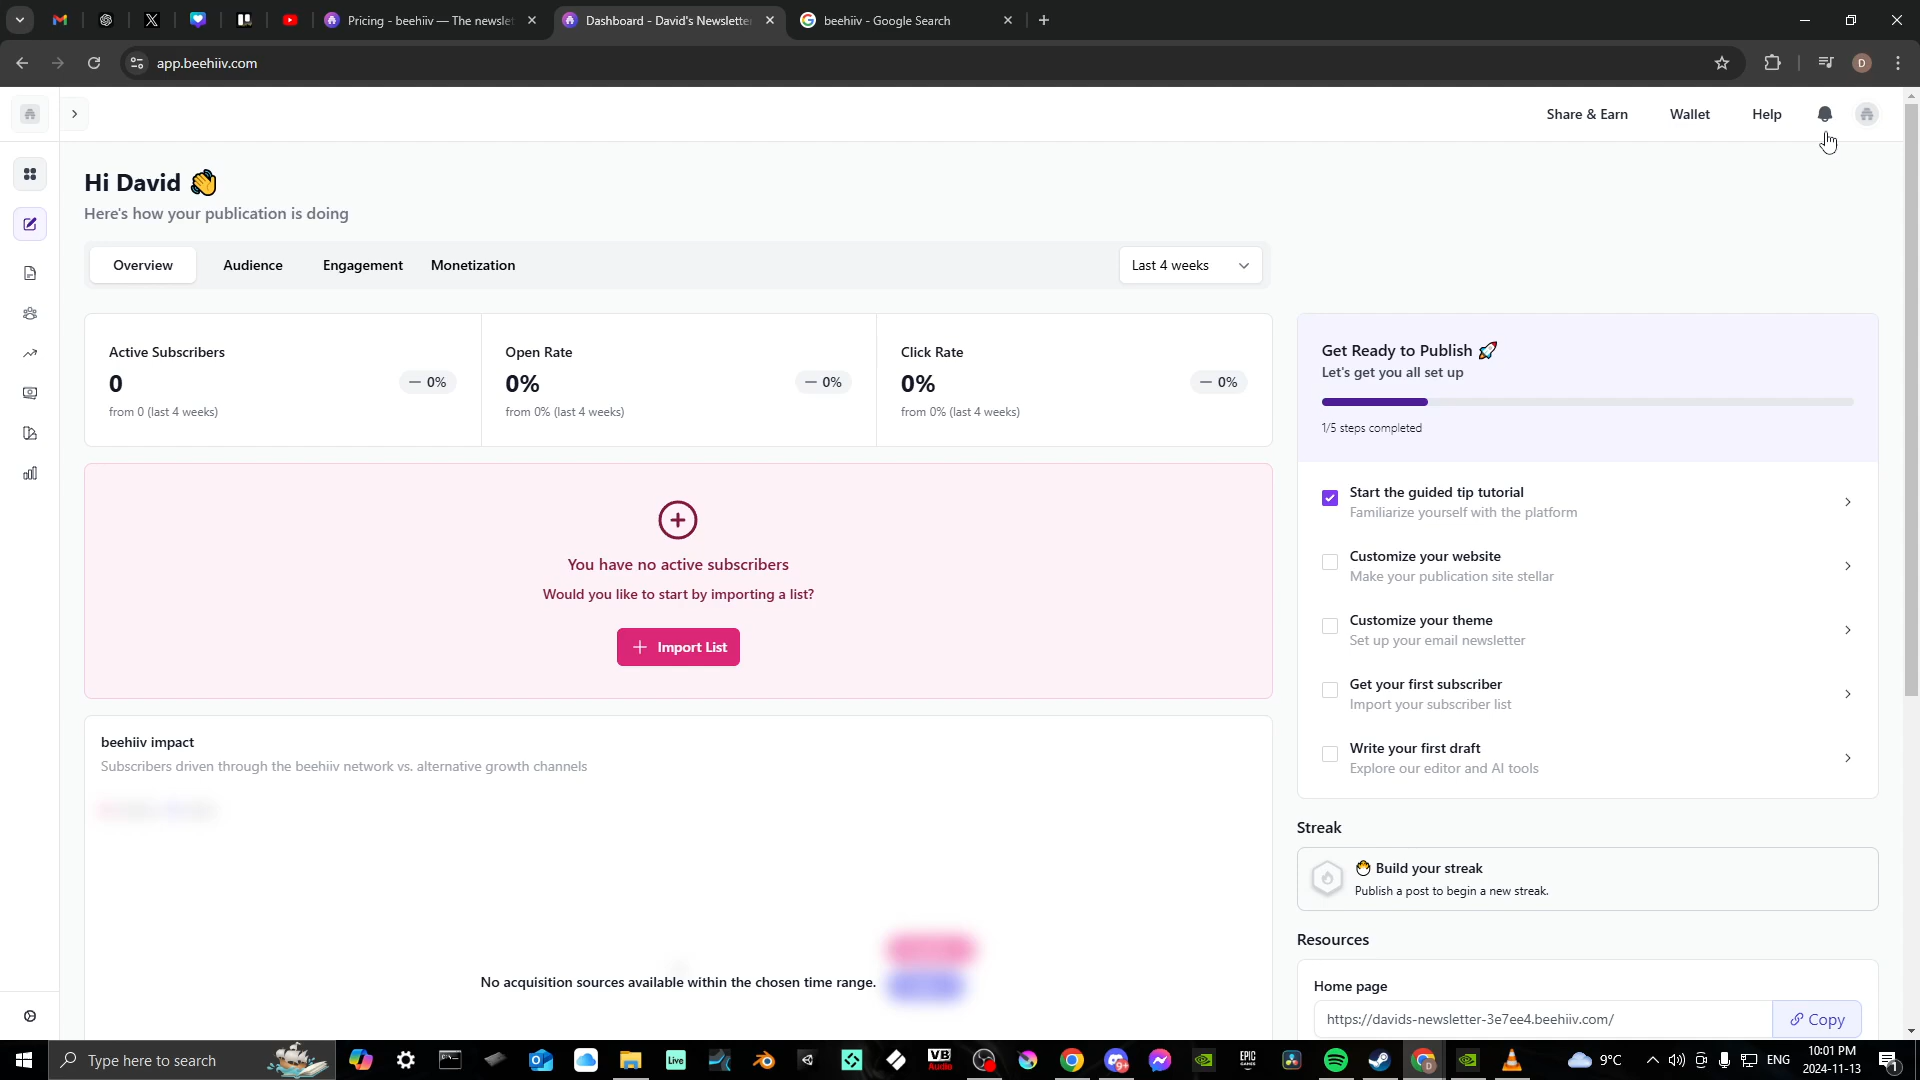 Pricing - beehiiv — The newslet
Dashboard - David's Newslette
beehiiv - Google Search
app.beehiiv.com
D
Share & Earn
Wallet
Help
Hi David 👋
Here's how your publication is doing
Overview
Audience
Engagement
Monetization
Last 4 weeks
Active Subscribers
0
— 0%
from 0 (last 4 weeks)
Open Rate
0%
— 0%
from 0% (last 4 weeks)
Click Rate
0%
— 0%
from 0% (last 4 weeks)
You have no active subscribers
Would you like to start by importing a list?
+ Import List
Get Ready to Publish 🚀
Let's get you all set up
1/5 steps completed
Start the guided tip tutorial
Familiarize yourself with the platform
Customize your website
Make your publication site stellar
Customize your theme
Set up your email newsletter
Get your first subscriber
Import your subscriber list
Write your first draft
Explore our editor and AI tools
beehiiv impact
Subscribers driven through the beehiiv network vs. alternative growth channels
No acquisition sources available within the chosen time range.
Streak
🐣 Build your streak
Publish a post to begin a new streak.
Resources
Home page
https://davids-newsletter-3e7ee4.beehiiv.com/
Copy
Type here to search
Live
VB
Audio
EPIC
GAMES
9°C
ENG
10:01 PM
2024-11-13
1